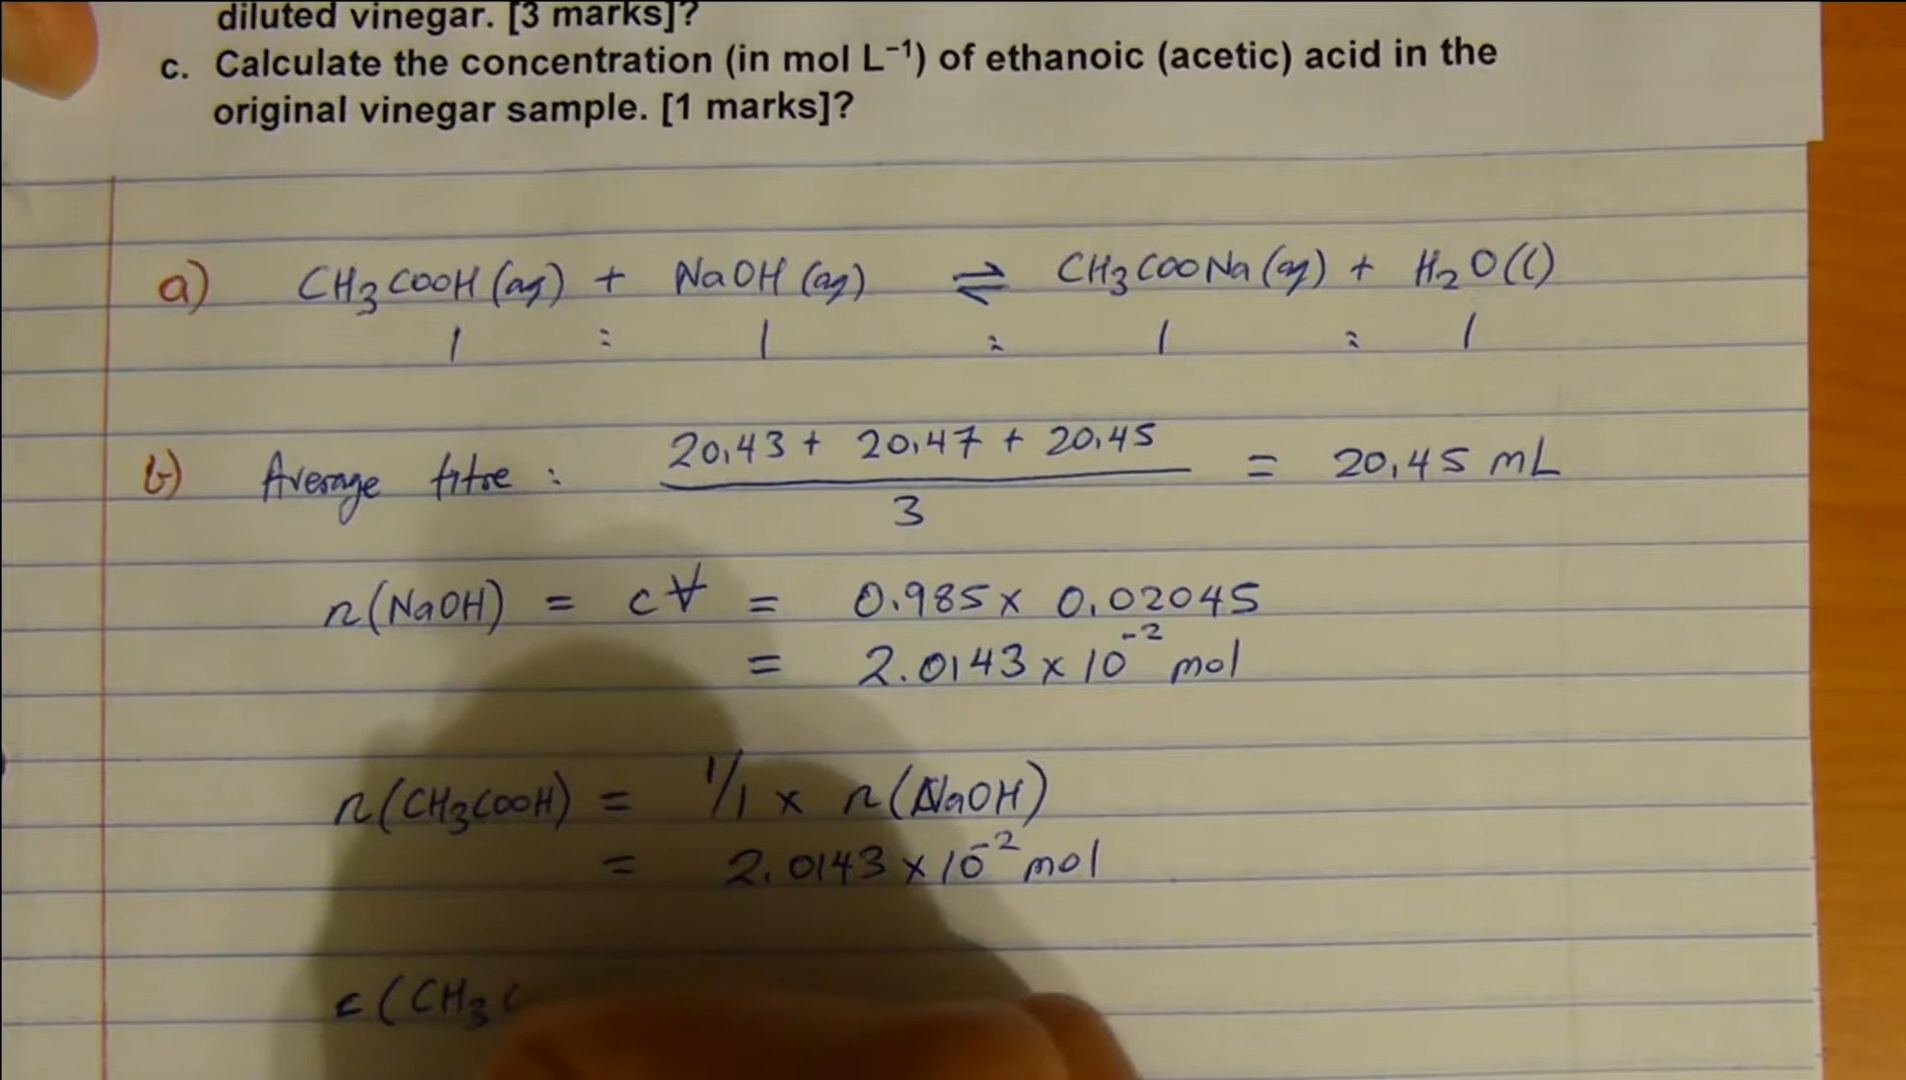 diluted vinegar. [3 marks]?
c. Calculate the concentration (in mol L⁻¹) of ethanoic (acetic) acid in the
original vinegar sample. [1 marks]?
a) CH₃COOH (aq) + NaOH (aq) ⇌ CH₃COONa (aq) + H₂O (l)
1 : 1 : 1 : 1
b) Average titre : 20.43 + 20.47 + 20.45 / 3 = 20.45 mL
n(NaOH) = cV = 0.985 x 0.02045
= 2.0143 x 10⁻² mol
n(CH₃COOH) = 1/1 x n(NaOH)
= 2.0143 x 10⁻² mol
c(CH₃C